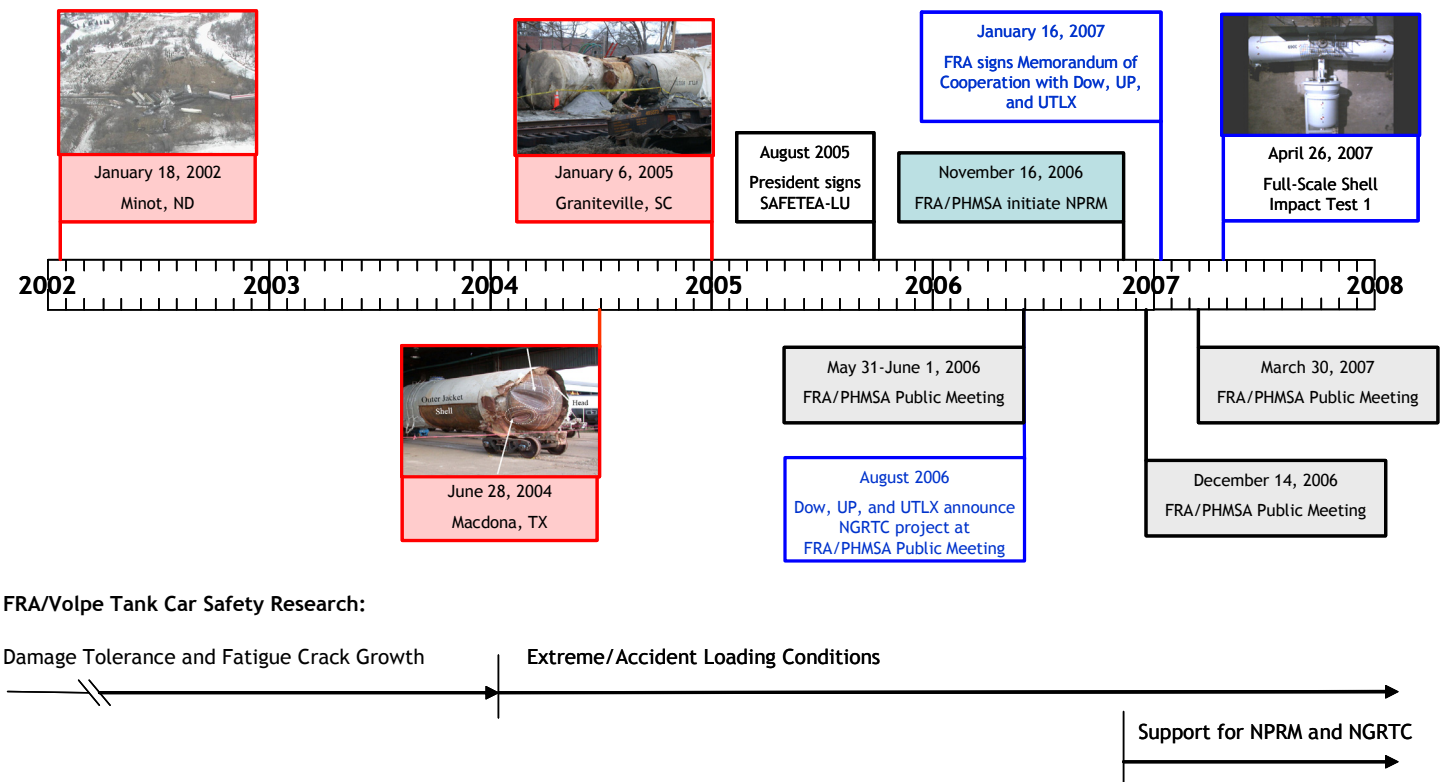 January 18, 2002
Minot, ND
January 6, 2005
Graniteville, SC
August 2005
President signs
SAFETEA-LU
November 16, 2006
FRA/PHMSA initiate NPRM
January 16, 2007
FRA signs Memorandum of
Cooperation with Dow, UP,
and UTLX
April 26, 2007
Full-Scale Shell
Impact Test 1
2002 2003 2004 2005 2006 2007 2008
Outer Jacket
Shell
Head
June 28, 2004
Macdona, TX
May 31-June 1, 2006
FRA/PHMSA Public Meeting
August 2006
Dow, UP, and UTLX announce
NGRTC project at
FRA/PHMSA Public Meeting
March 30, 2007
FRA/PHMSA Public Meeting
December 14, 2006
FRA/PHMSA Public Meeting
FRA/Volpe Tank Car Safety Research:
Damage Tolerance and Fatigue Crack Growth
Extreme/Accident Loading Conditions
Support for NPRM and NGRTC